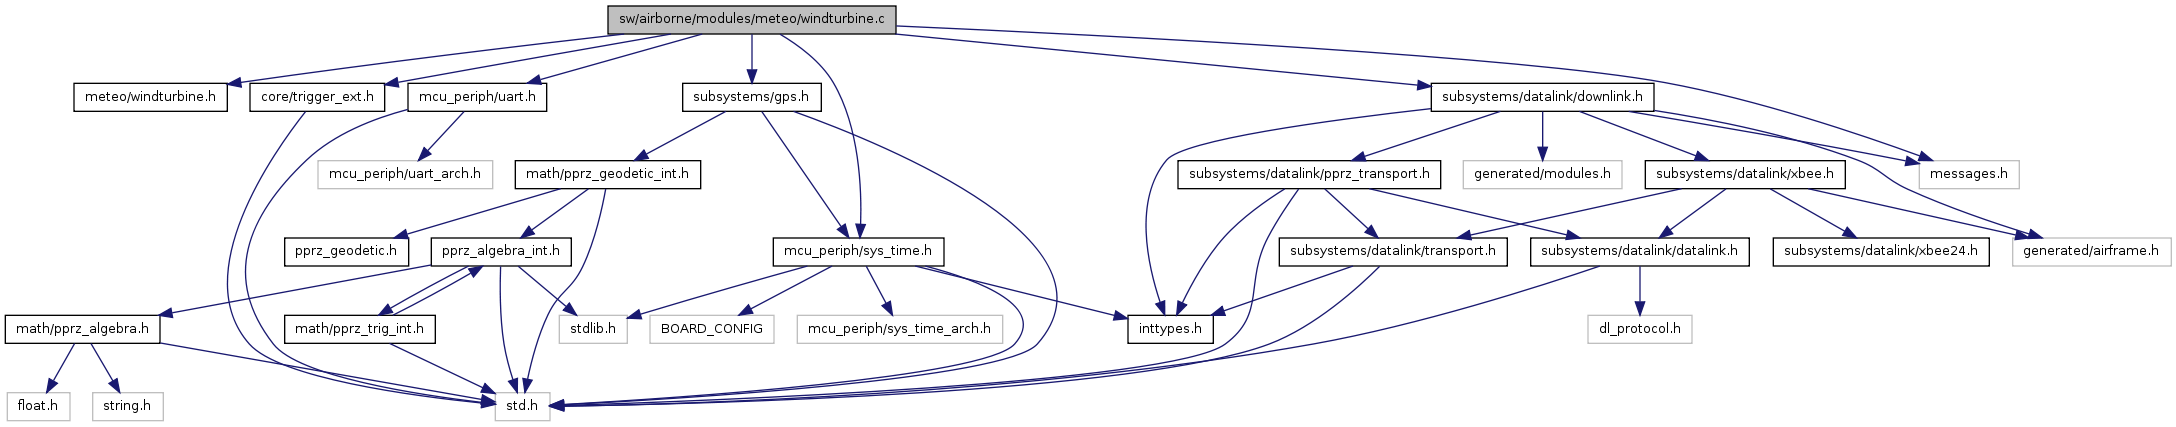 sw/airborne/modules/meteo/windturbine.c
meteo/windturbine.h
core/trigger_ext.h
mcu_periph/uart.h
subsystems/gps.h
subsystems/datalink/downlink.h
mcu_periph/uart_arch.h
math/pprz_geodetic_int.h
subsystems/datalink/pprz_transport.h
generated/modules.h
subsystems/datalink/xbee.h
messages.h
pprz_geodetic.h
pprz_algebra_int.h
mcu_periph/sys_time.h
subsystems/datalink/transport.h
subsystems/datalink/datalink.h
subsystems/datalink/xbee24.h
generated/airframe.h
math/pprz_algebra.h
math/pprz_trig_int.h
stdlib.h
BOARD_CONFIG
mcu_periph/sys_time_arch.h
inttypes.h
dl_protocol.h
float.h
string.h
std.h